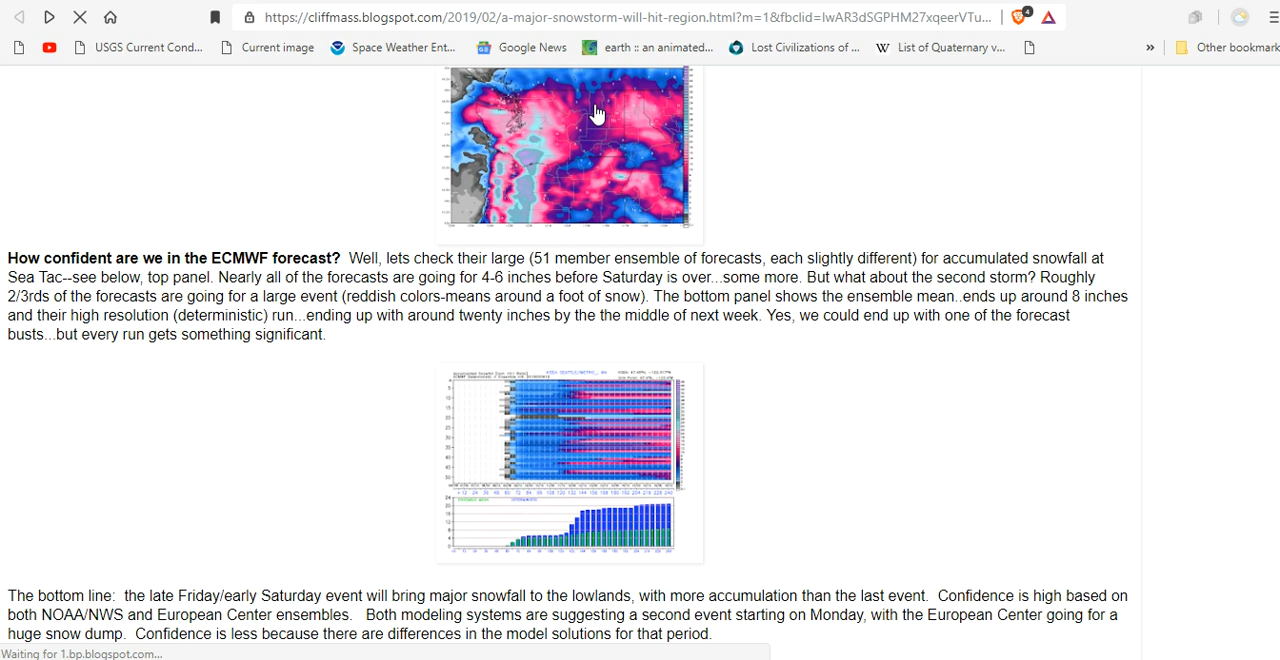 https://cliffmass.blogspot.com/2019/02/a-major-snowstorm-will-hit-region.html?m=1&fbclid=IwAR3dSGPHM27xqeerVTu...
4
USGS Current Cond... Current image Space Weather Ent... Google News earth :: an animated... Lost Civilizations of ... W List of Quaternary v... » Other bookmark
How confident are we in the ECMWF forecast?  Well, lets check their large (51 member ensemble of forecasts, each slightly different) for accumulated snowfall at
Sea Tac--see below, top panel. Nearly all of the forecasts are going for 4-6 inches before Saturday is over...some more. But what about the second storm? Roughly
2/3rds of the forecasts are going for a large event (reddish colors-means around a foot of snow). The bottom panel shows the ensemble mean..ends up around 8 inches
and their high resolution (deterministic) run...ending up with around twenty inches by the the middle of next week. Yes, we could end up with one of the forecast
busts...but every run gets something significant.
The bottom line:  the late Friday/early Saturday event will bring major snowfall to the lowlands, with more accumulation than the last event.  Confidence is high based on
both NOAA/NWS and European Center ensembles.   Both modeling systems are suggesting a second event starting on Monday, with the European Center going for a
huge snow dump.  Confidence is less because there are differences in the model solutions for that period.
Waiting for 1.bp.blogspot.com...